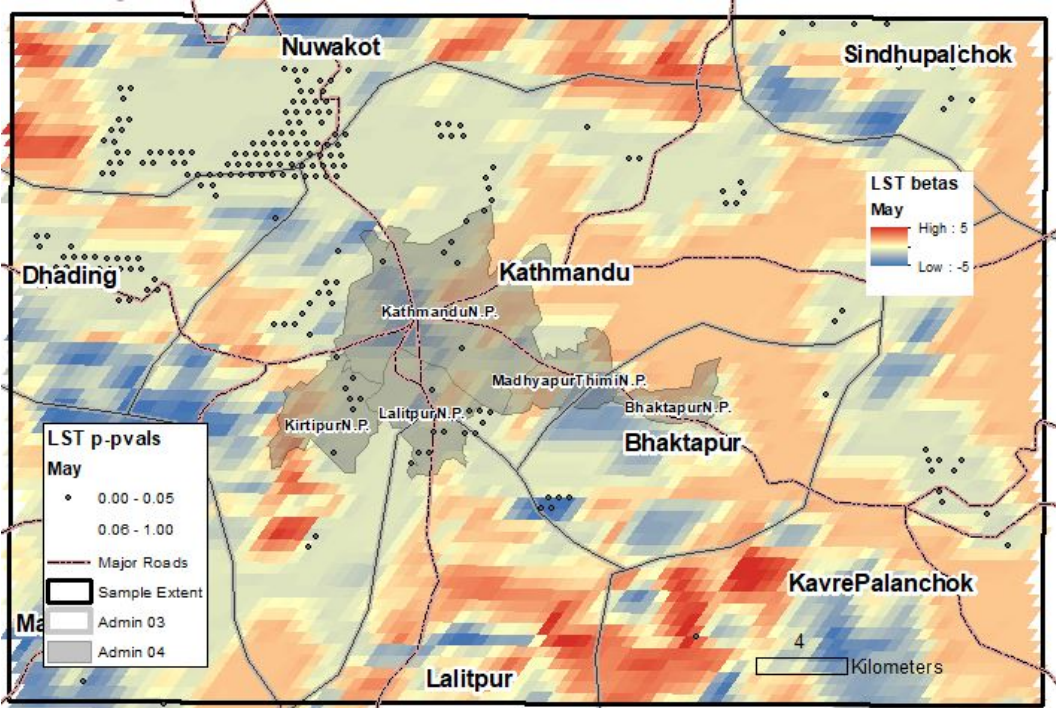 Nuwakot
Sindhupalchok
LST betas
May
High : 5
Low : -5
Dhading
Kathmandu
KathmanduN.P.
MadhyapurThimiN.P.
BhaktapurN.P.
LalitpurN.P.
KirtipurN.P.
Bhaktapur
LST p-pvals
May
0.00 - 0.05
0.06 - 1.00
Major Roads
Sample Extent
Admin 03
Admin 04
Ma
KavrePalanchok
4
Kilometers
Lalitpur